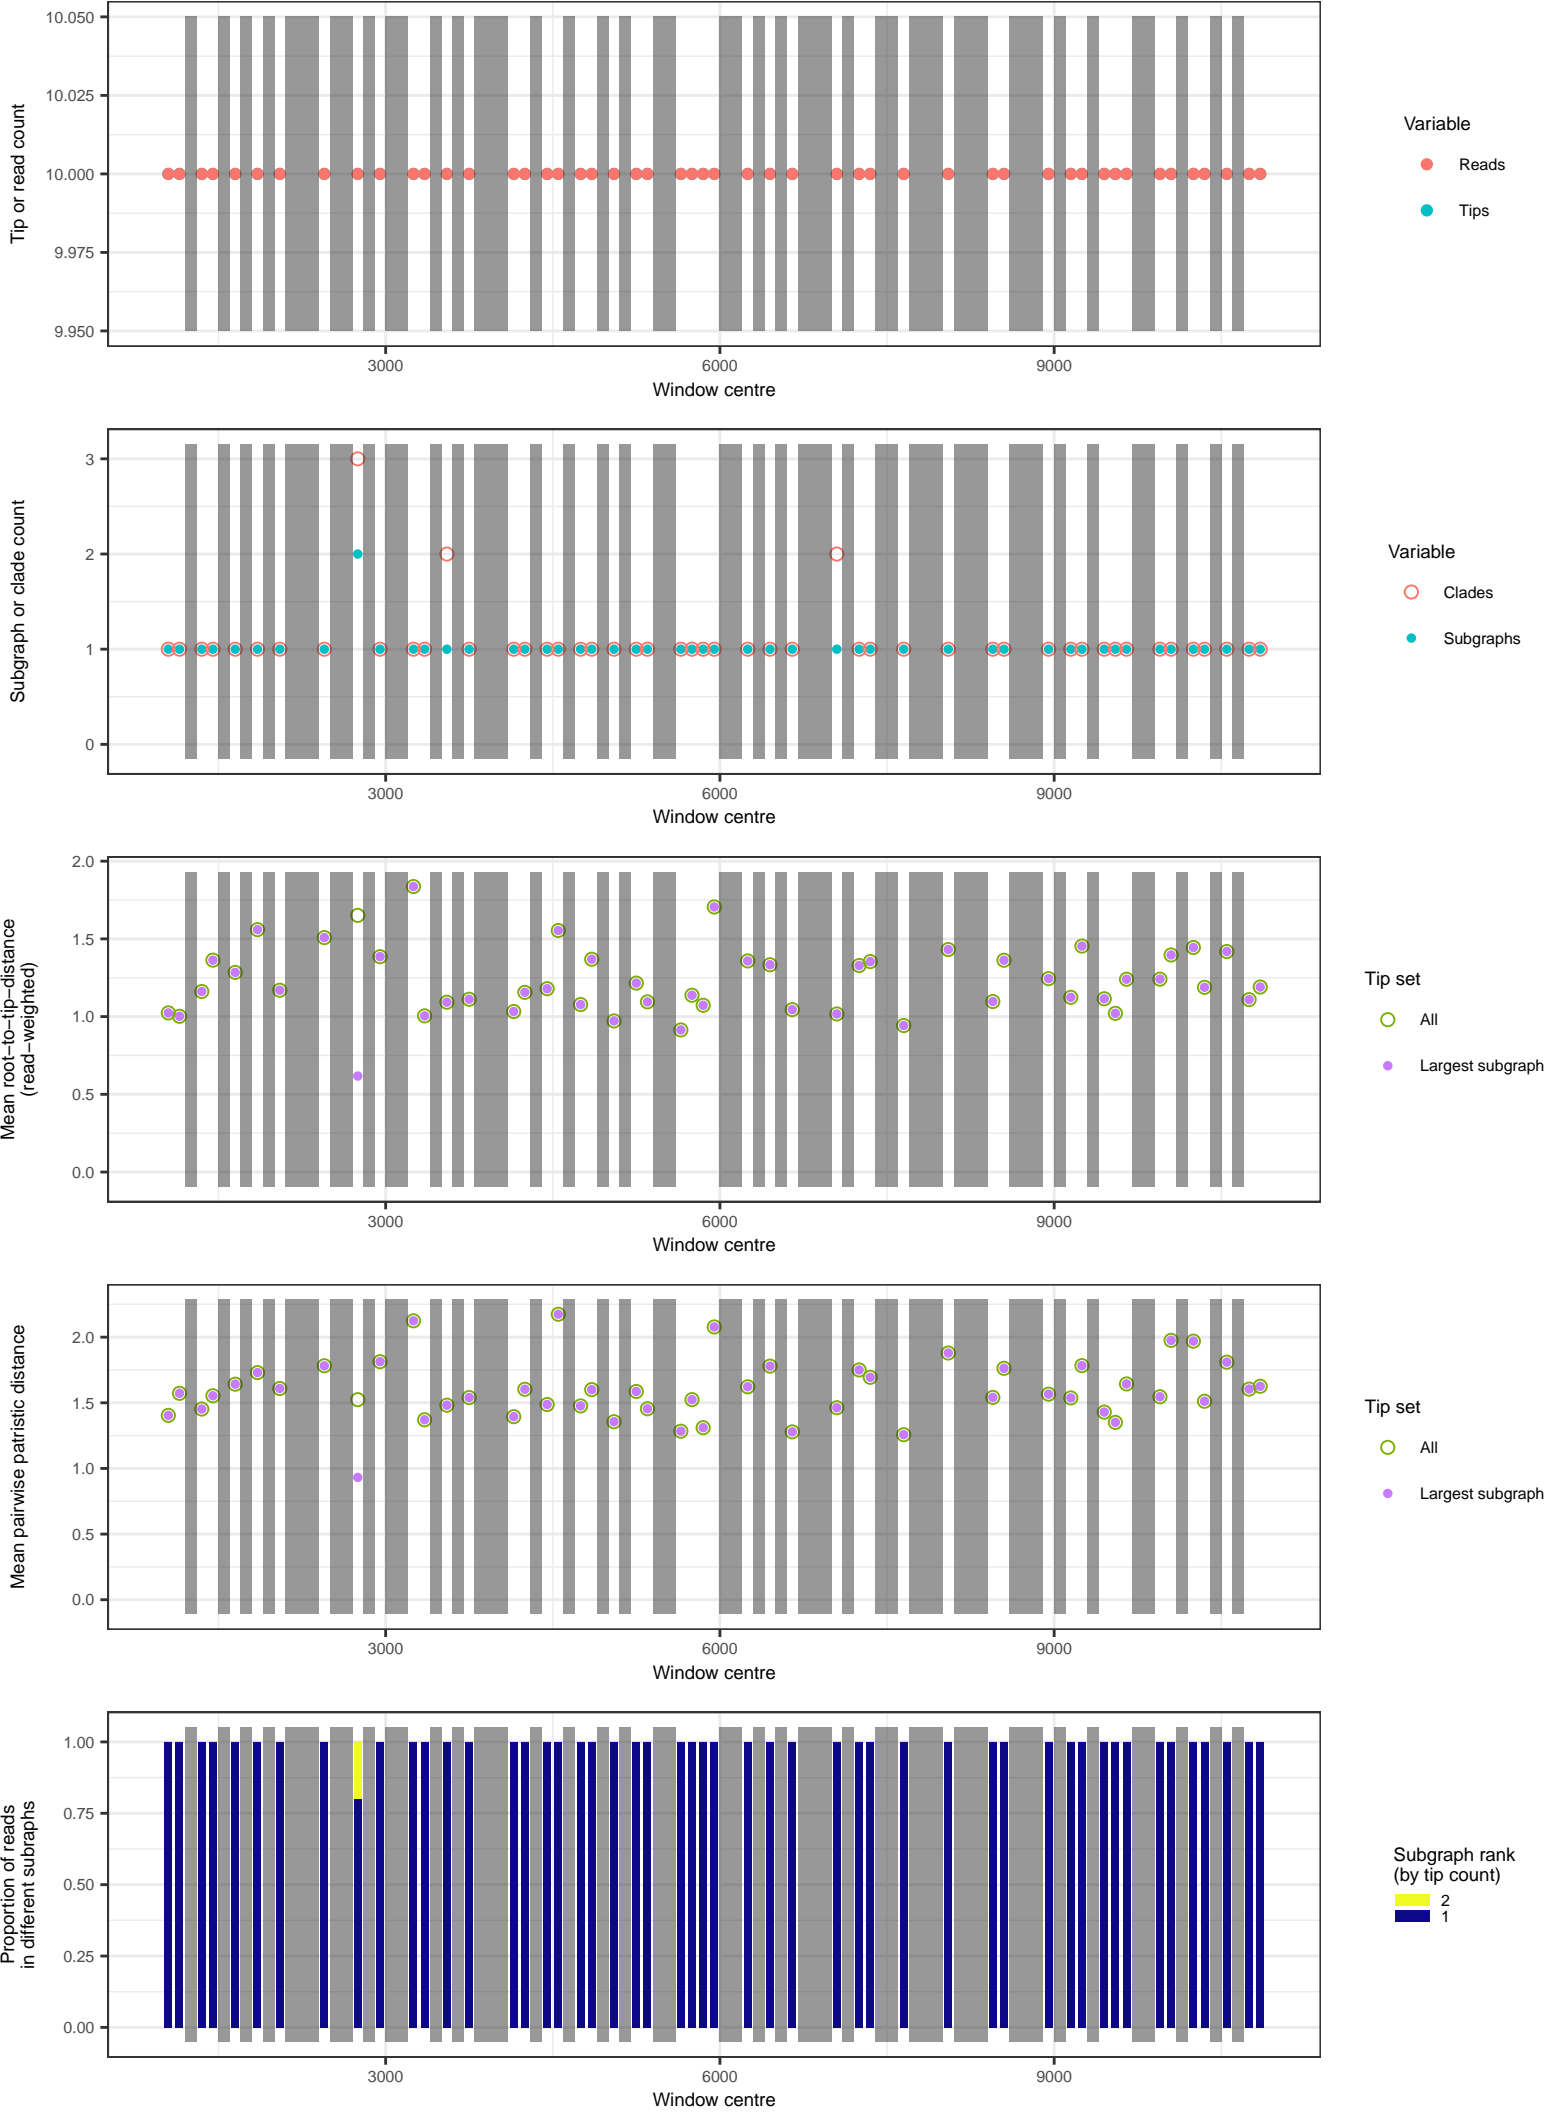 10.050
10.025
10.000
9.975
9.950
Tip or read count
3000
6000
9000
Window centre
Variable
Reads
Tips
3
2
1
0
Subgraph or clade count
3000
6000
9000
Window centre
Variable
Clades
Subgraphs
2.0
1.5
1.0
0.5
0.0
Mean root−to−tip−distance
(read−weighted)
3000
6000
9000
Window centre
Tip set
All
Largest subgraph
2.0
1.5
1.0
0.5
0.0
Mean pairwise patristic distance
3000
6000
9000
Window centre
Tip set
All
Largest subgraph
1.00
0.75
0.50
0.25
0.00
Proportion of reads
in different subraphs
3000
6000
9000
Window centre
Subgraph rank
(by tip count)
2
1